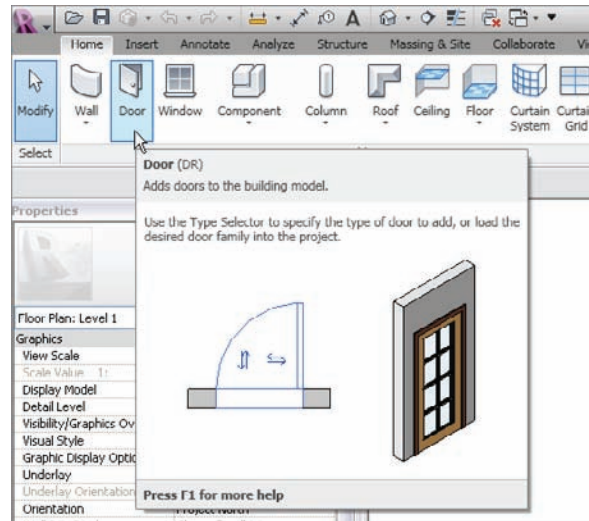 Home Insert Annotate Analyze Structure Massing & Site Collaborate
Modify Wall Door Window Component Column Roof Ceiling Floor Curtain System Curtai Grid
Select
Door (DR)
Adds doors to the building model.
Use the Type Selector to specify the type of door to add, or load the
desired door family into the project.
Press F1 for more help
Properties
Floor Plan: Level 1
Graphics
View Scale
Scale Value 1:
Display Model
Detail Level
Visibility/Graphics Ov
Visual Style
Graphic Display Optio
Underlay
Underlay Orientation
Orientation Project North